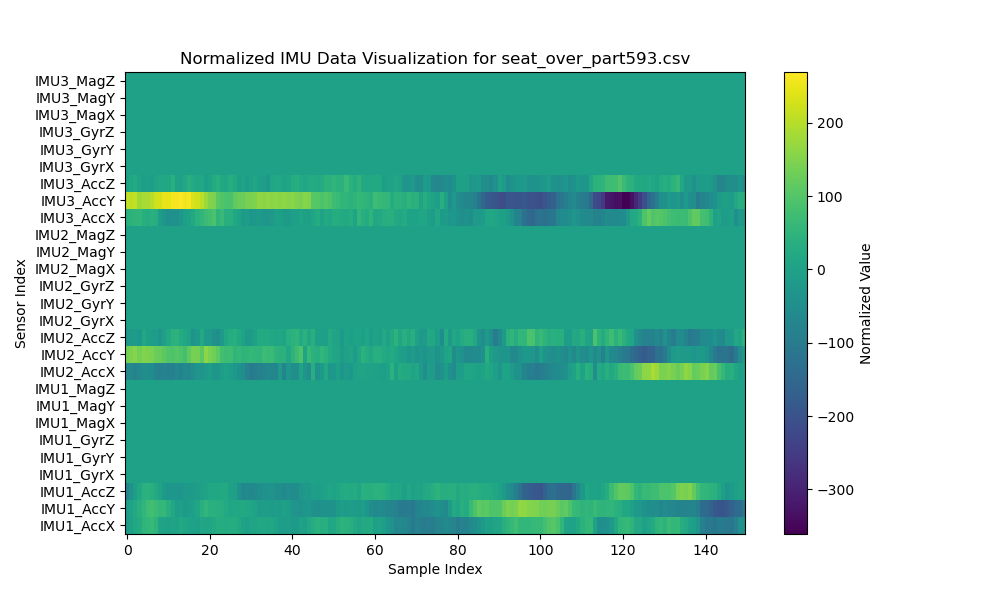 Normalized IMU Data Visualization for seat_over_part593.csv
IMU3_MagZ
IMU3_MagY
IMU3_MagX
IMU3_GyrZ
IMU3_GyrY
IMU3_GyrX
IMU3_AccZ
IMU3_AccY
IMU3_AccX
IMU2_MagZ
IMU2_MagY
IMU2_MagX
IMU2_GyrZ
IMU2_GyrY
IMU2_GyrX
IMU2_AccZ
IMU2_AccY
IMU2_AccX
IMU1_MagZ
IMU1_MagY
IMU1_MagX
IMU1_GyrZ
IMU1_GyrY
IMU1_GyrX
IMU1_AccZ
IMU1_AccY
IMU1_AccX
Sensor Index
0 20 40 60 80 100 120 140
Sample Index
200
100
0
−100
−200
−300
Normalized Value